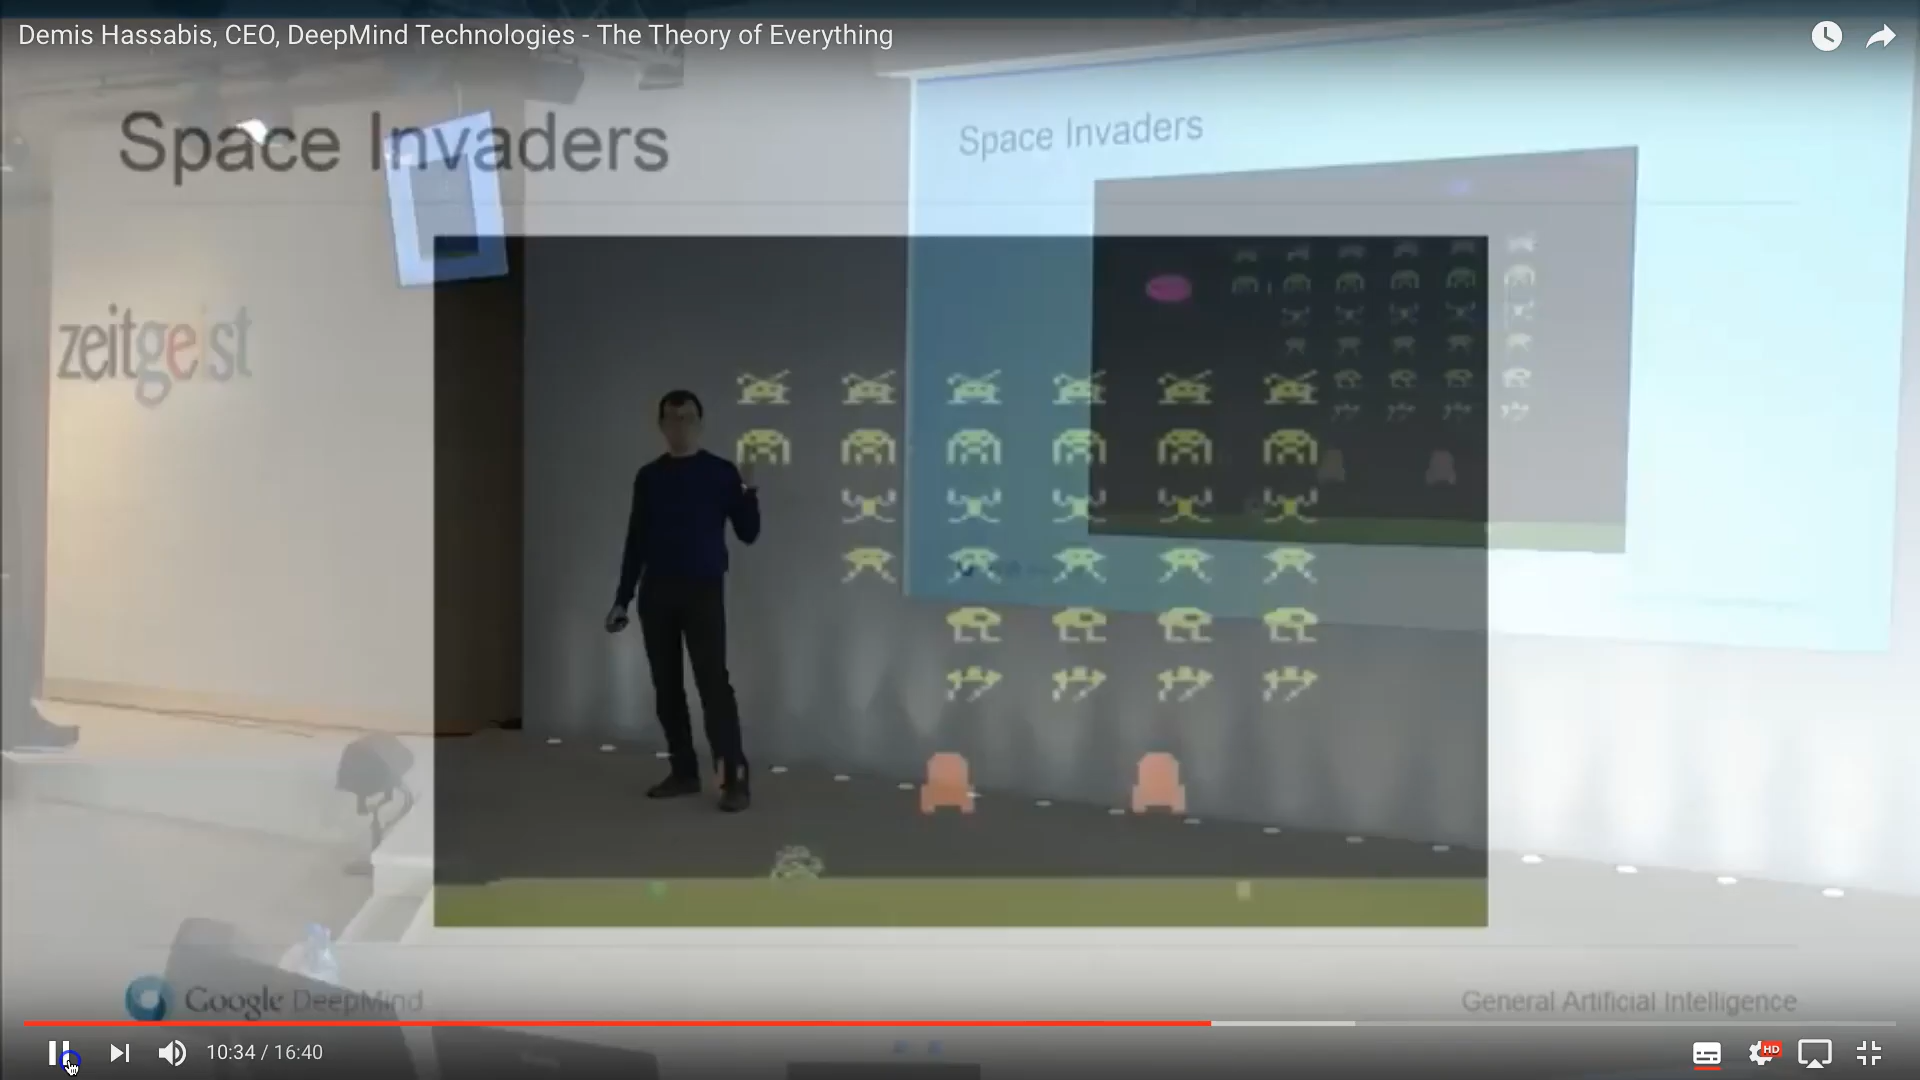 Demis Hassabis, CEO, DeepMind Technologies - The Theory of Everything
Space Invaders
Space Invaders
zeitgeist
Google DeepMind
General Artificial Intelligence
10:34 / 16:40
HD